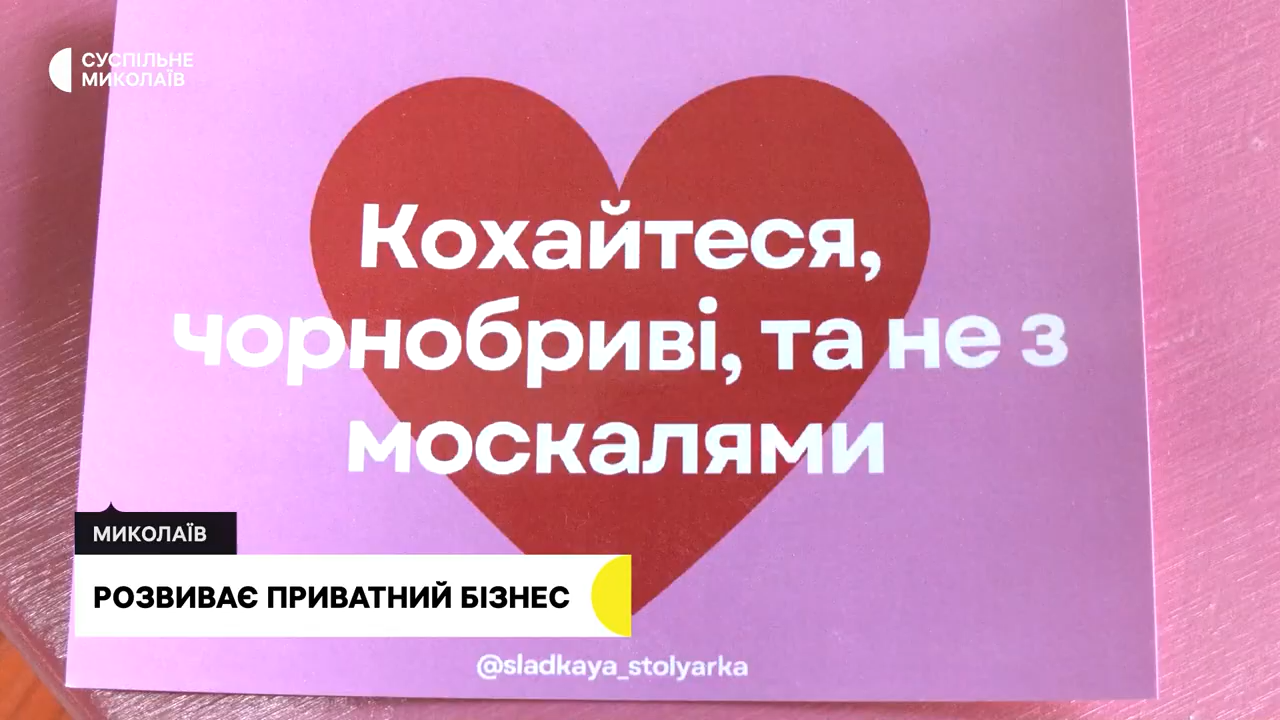 СУСПІЛЬНЕ
МИКОЛАЇВ
Кохайтеся,
чорнобриві, та не з
москалями
МИКОЛАЇВ
РОЗВИВАЄ ПРИВАТНИЙ БІЗНЕС
@sladkaya_stolyarka